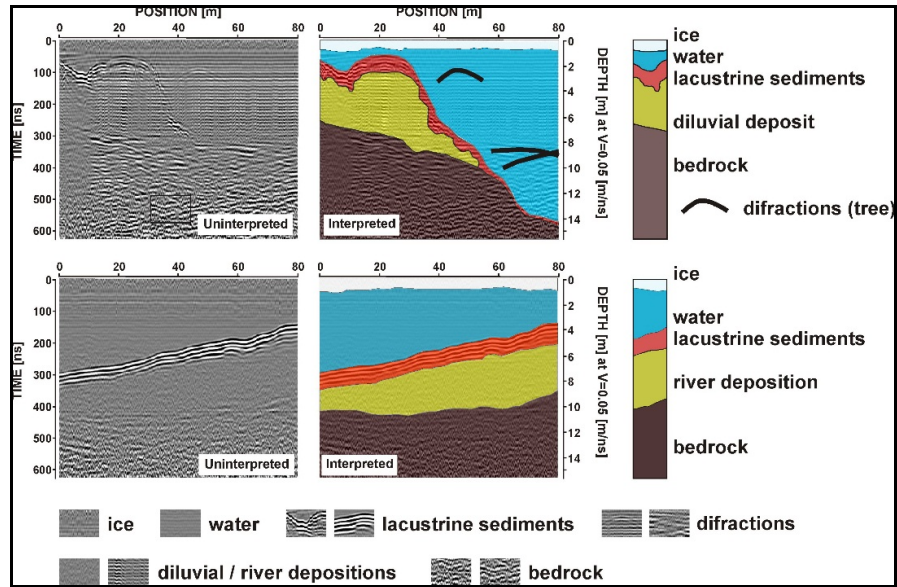 POSITION [m] POSITION [m]
0 20 40 60 80 0 20 40 60 80
TIME [ns]
0
100
200
300
400
500
600
Uninterpreted
Interpreted
0
2
4
6
8
10
12
14
DEPTH [m] at V=0.05 [m/ns]
ice
water
lacustrine sediments
diluvial deposit
bedrock
difractions (tree)
0 20 40 60 80 0 20 40 60 80
TIME [ns]
0
100
200
300
400
500
600
Uninterpreted
Interpreted
0
2
4
6
8
10
12
14
DEPTH [m] at V=0.05 [m/ns]
ice
water
lacustrine sediments
river deposition
bedrock
ice water lacustrine sediments difractions
diluvial / river depositions bedrock